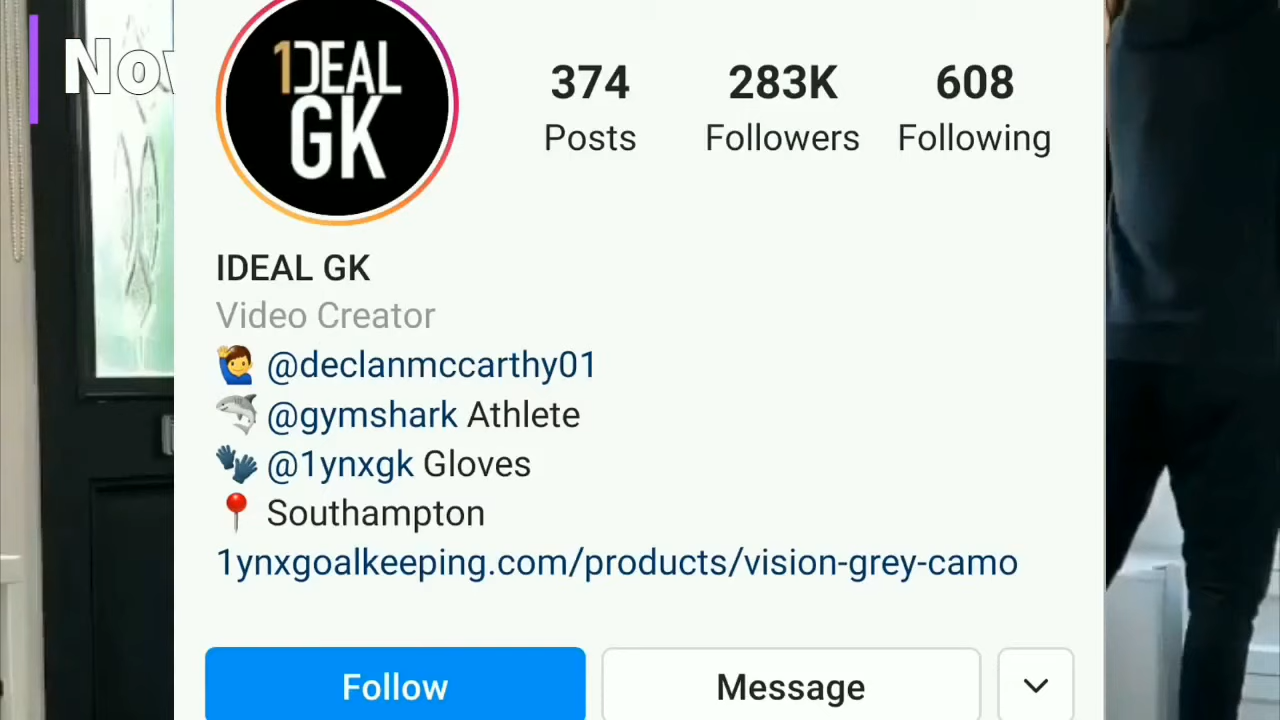 Nov
1DEAL
GK
374
283K
608
Posts
Followers
Following
IDEAL GK
Video Creator
@declanmccarthy01
@gymshark Athlete
@1ynxgk Gloves
Southampton
1ynxgoalkeeping.com/products/vision-grey-camo
Follow
Message